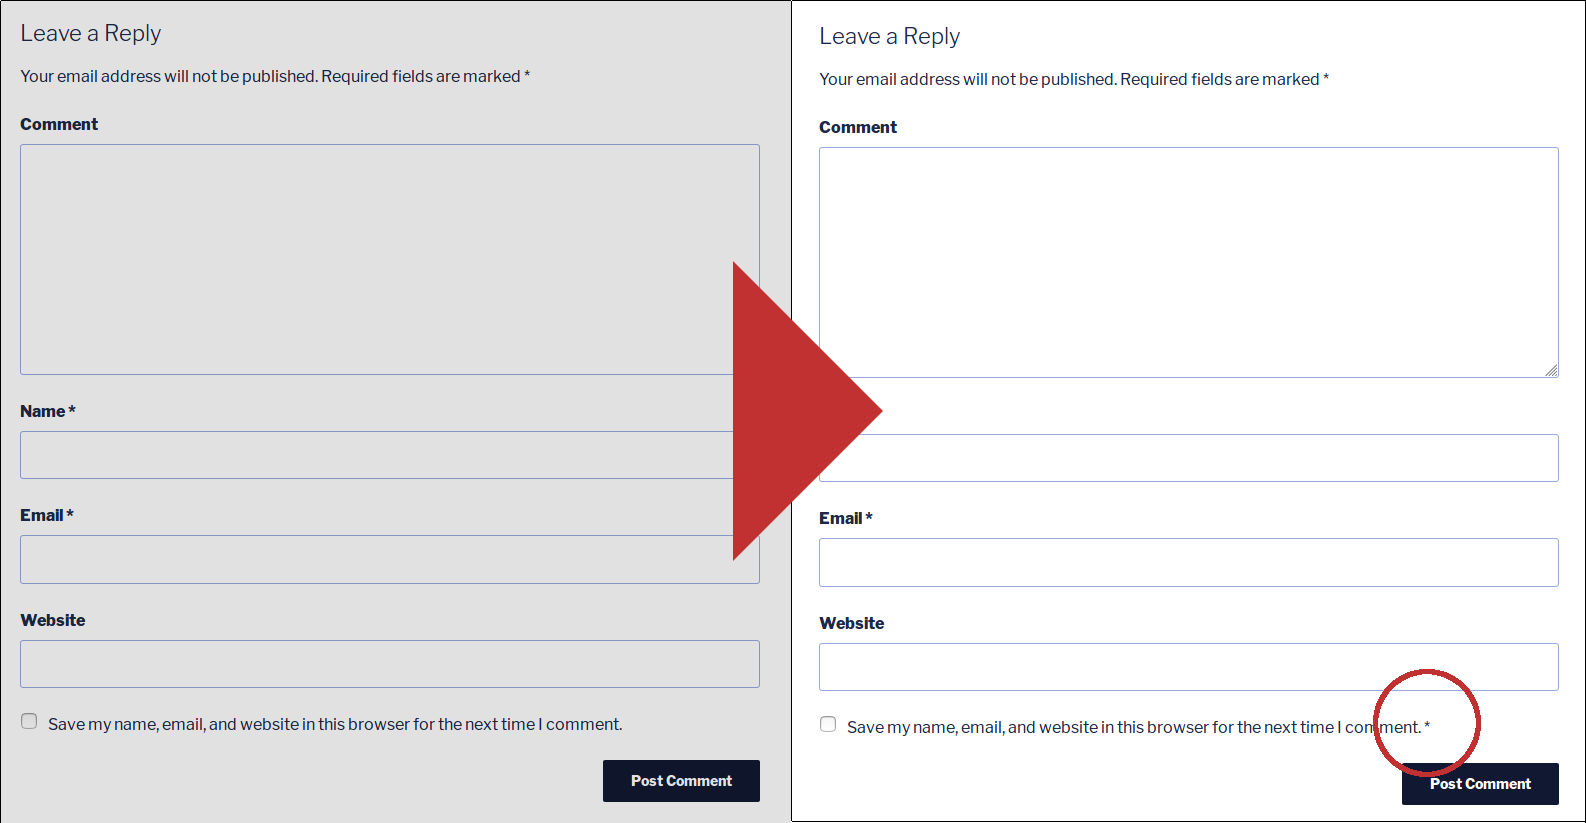 Leave a Reply
Your email address will not be published. Required fields are marked *
Comment
Name *
Email *
Website
Save my name, email, and website in this browser for the next time I comment.
Post Comment
Leave a Reply
Your email address will not be published. Required fields are marked *
Comment
Email *
Website
Save my name, email, and website in this browser for the next time I comment. *
Post Comment